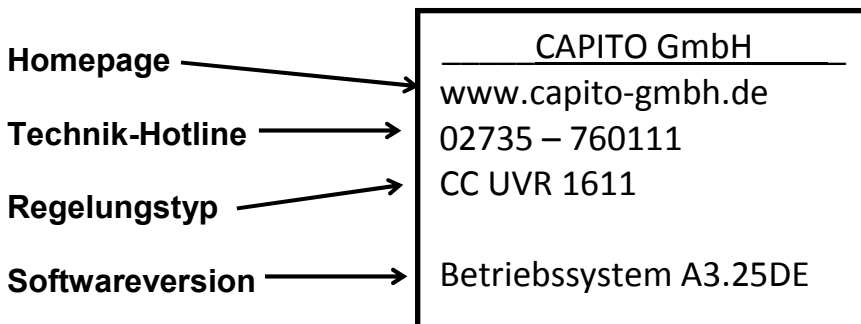 CAPITO GmbH
Homepage
www.capito-gmbh.de
Technik-Hotline
02735 – 760111
Regelungstyp
CC UVR 1611
Softwareversion
Betriebssystem A3.25DE